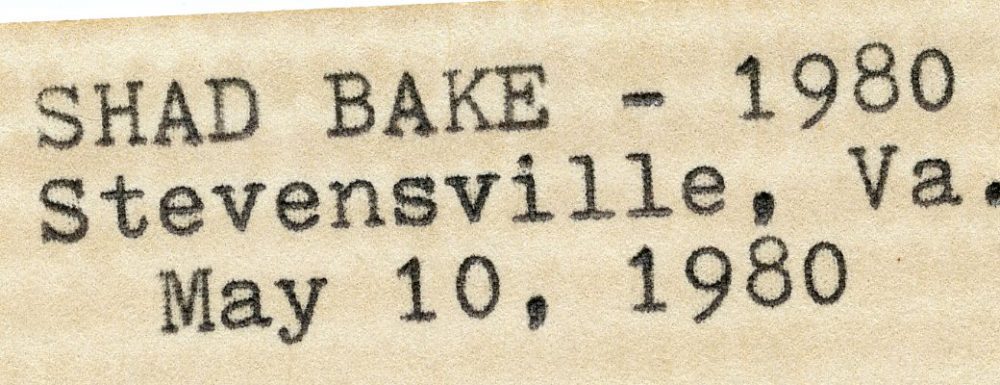 SHAD BAKE - 1980
Stevensville, Va.
May 10, 1980